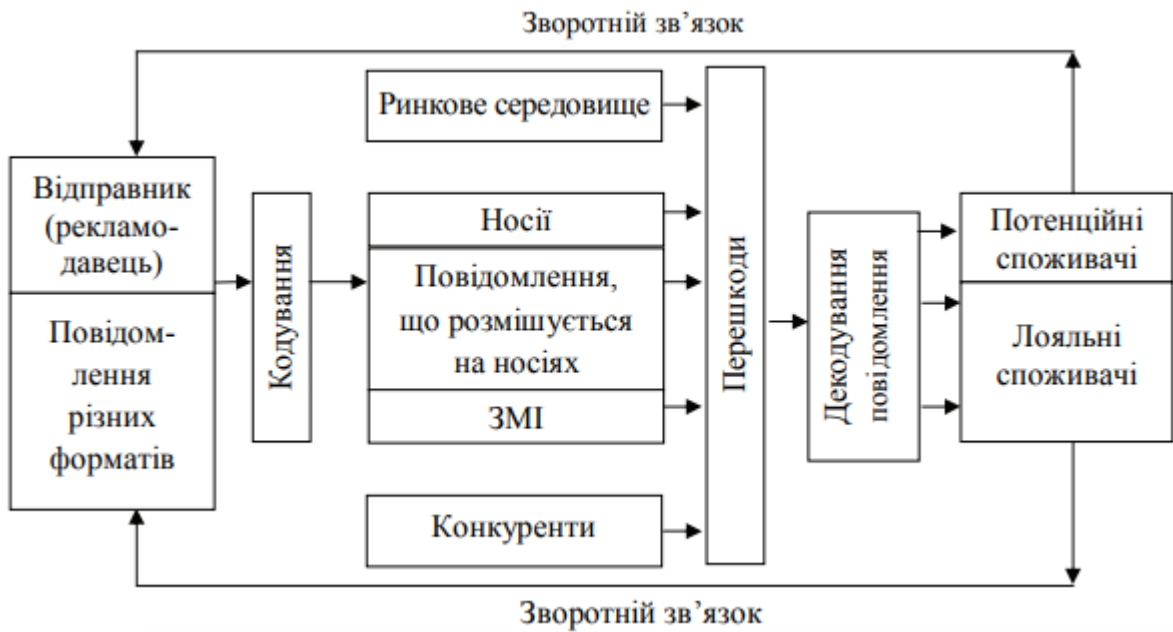 Зворотній зв’язок
Ринкове середовище
Відправник
(рекламо-
давець)
Повідом-
лення
різних
форматів
Кодування
Носії
Повідомлення,
що розмішується
на носіях
ЗМІ
Конкуренти
Перешкоди
Декодування
повідомлення
Потенційні
споживачі
Лояльні
споживачі
Зворотній зв’язок